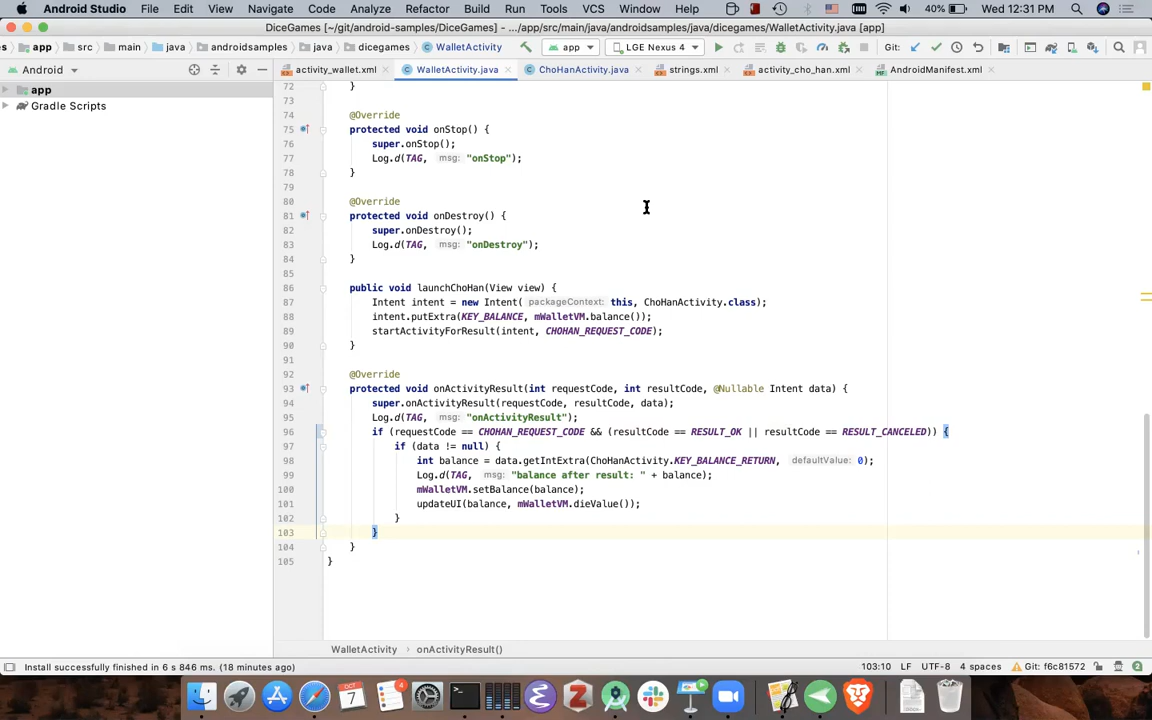 Android Studio File Edit View Navigate Code Analyze Refactor Build Run Tools VCS Window Help 40% Wed 12:31 PM
DiceGames [~/git/android-samples/DiceGames] - .../app/src/main/java/androidsamples/java/dicegames/WalletActivity.java [app]
es app src main java androidsamples java dicegames WalletActivity app LGE Nexus 4 Git:
Android activity_wallet.xml WalletActivity.java ChoHanActivity.java strings.xml activity_cho_han.xml AndroidManifest.xml
app
Gradle Scripts
72 }
73
74 @Override
75 protected void onStop() {
76 super.onStop();
77 Log.d(TAG, msg: "onStop");
78 }
79
80 @Override
81 protected void onDestroy() {
82 super.onDestroy();
83 Log.d(TAG, msg: "onDestroy");
84 }
85
86 public void launchChoHan(View view) {
87 Intent intent = new Intent( packageContext: this, ChoHanActivity.class);
88 intent.putExtra(KEY_BALANCE, mWalletVM.balance());
89 startActivityForResult(intent, CHOHAN_REQUEST_CODE);
90 }
91
92 @Override
93 protected void onActivityResult(int requestCode, int resultCode, @Nullable Intent data) {
94 super.onActivityResult(requestCode, resultCode, data);
95 Log.d(TAG, msg: "onActivityResult");
96 if (requestCode == CHOHAN_REQUEST_CODE && (resultCode == RESULT_OK || resultCode == RESULT_CANCELED)) {
97 if (data != null) {
98 int balance = data.getIntExtra(ChoHanActivity.KEY_BALANCE_RETURN, defaultValue: 0);
99 Log.d(TAG, msg: "balance after result: " + balance);
100 mWalletVM.setBalance(balance);
101 updateUI(balance, mWalletVM.dieValue());
102 }
103 }
104 }
105 }
WalletActivity › onActivityResult()
Install successfully finished in 6 s 846 ms. (18 minutes ago) 103:10 LF UTF-8 4 spaces Git: f6c81572 2
OCT
7
4